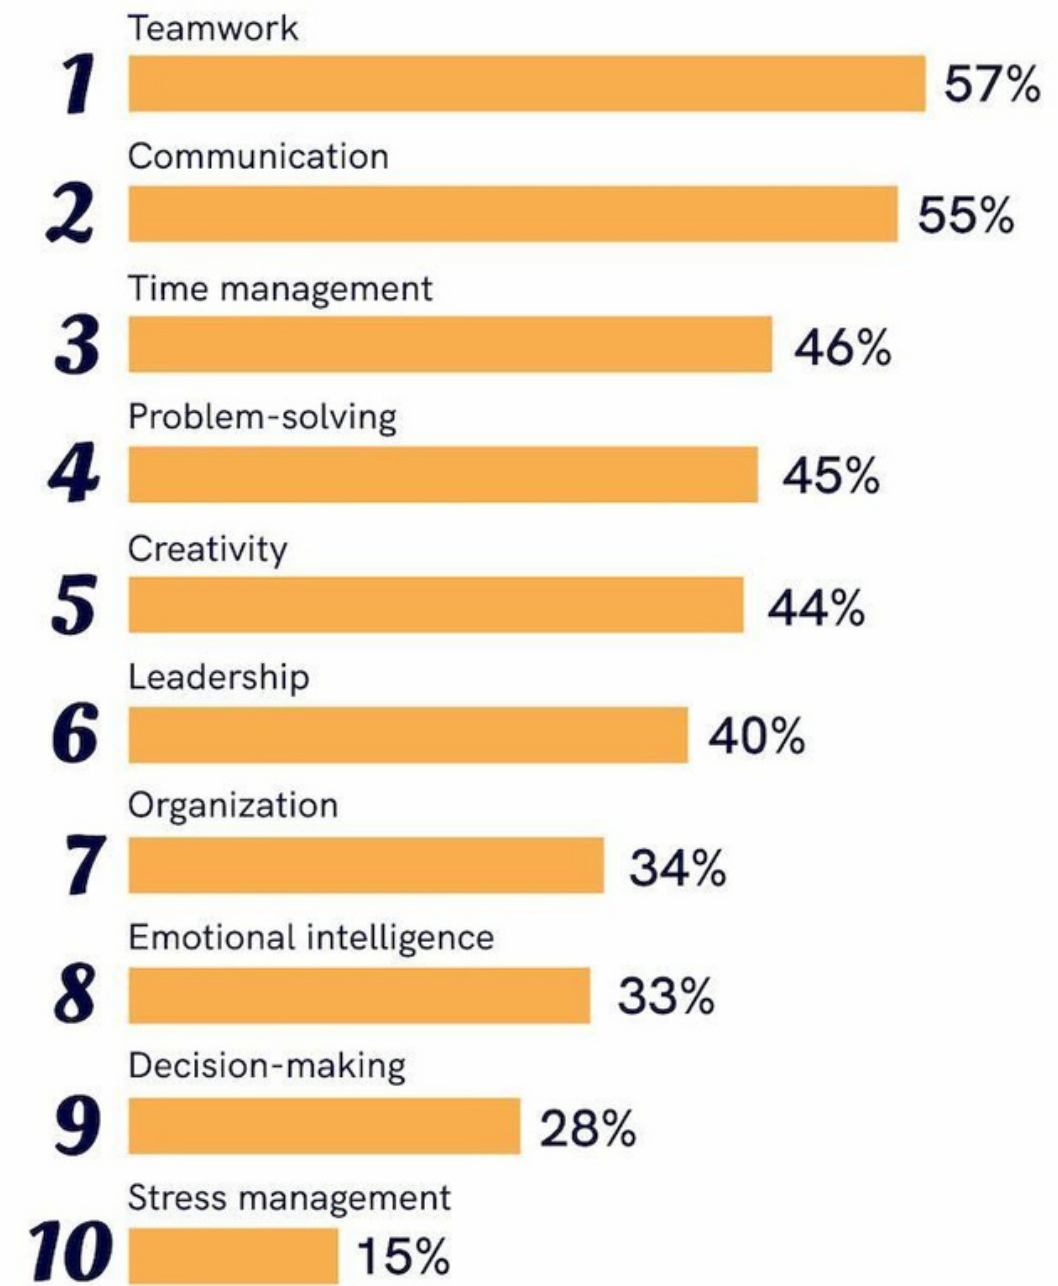 Teamwork
1 57%
Communication
2 55%
Time management
3 46%
Problem-solving
4 45%
Creativity
5 44%
Leadership
6 40%
Organization
7 34%
Emotional intelligence
8 33%
Decision-making
9 28%
Stress management
10 15%